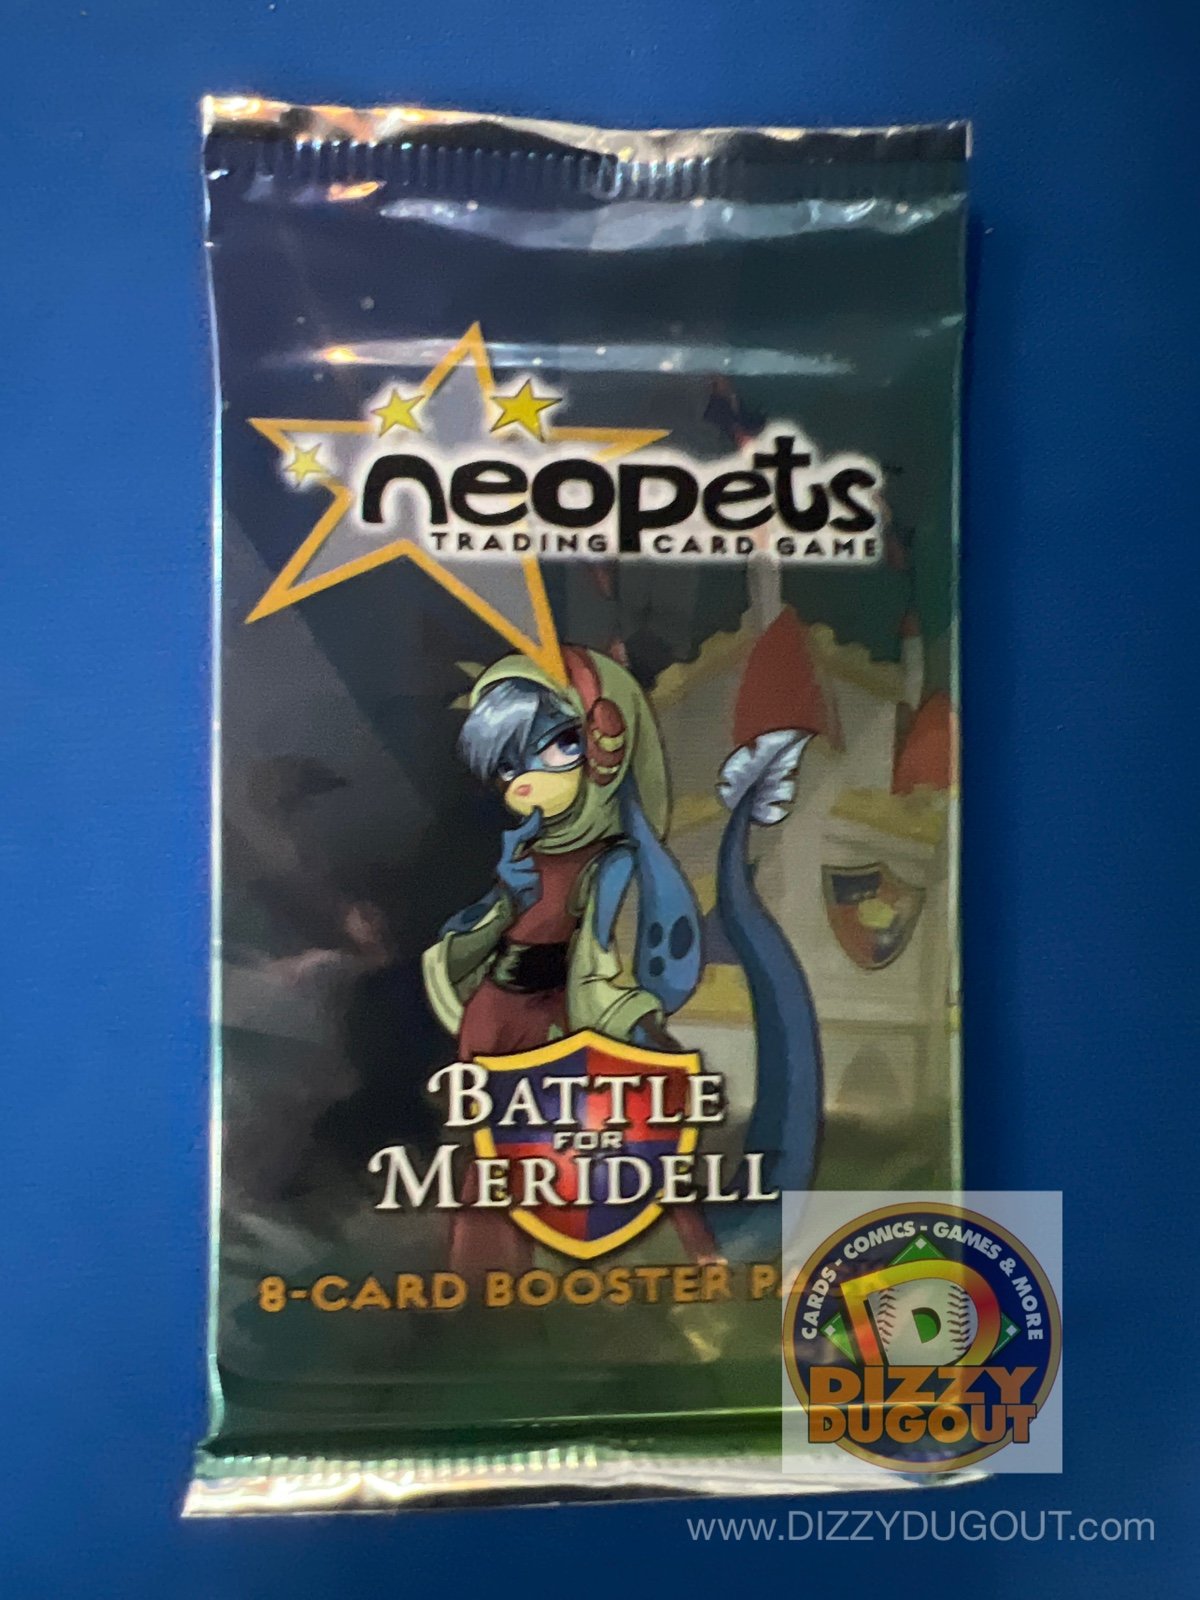 neopets
TRADING CARD GAME
BATTLE
FOR
MERIDELL
8-CARD BOOSTER PACK
CARDS - COMICS - GAMES & MORE
D
DIZZY
DUGOUT
www.DIZZYDUGOUT.com